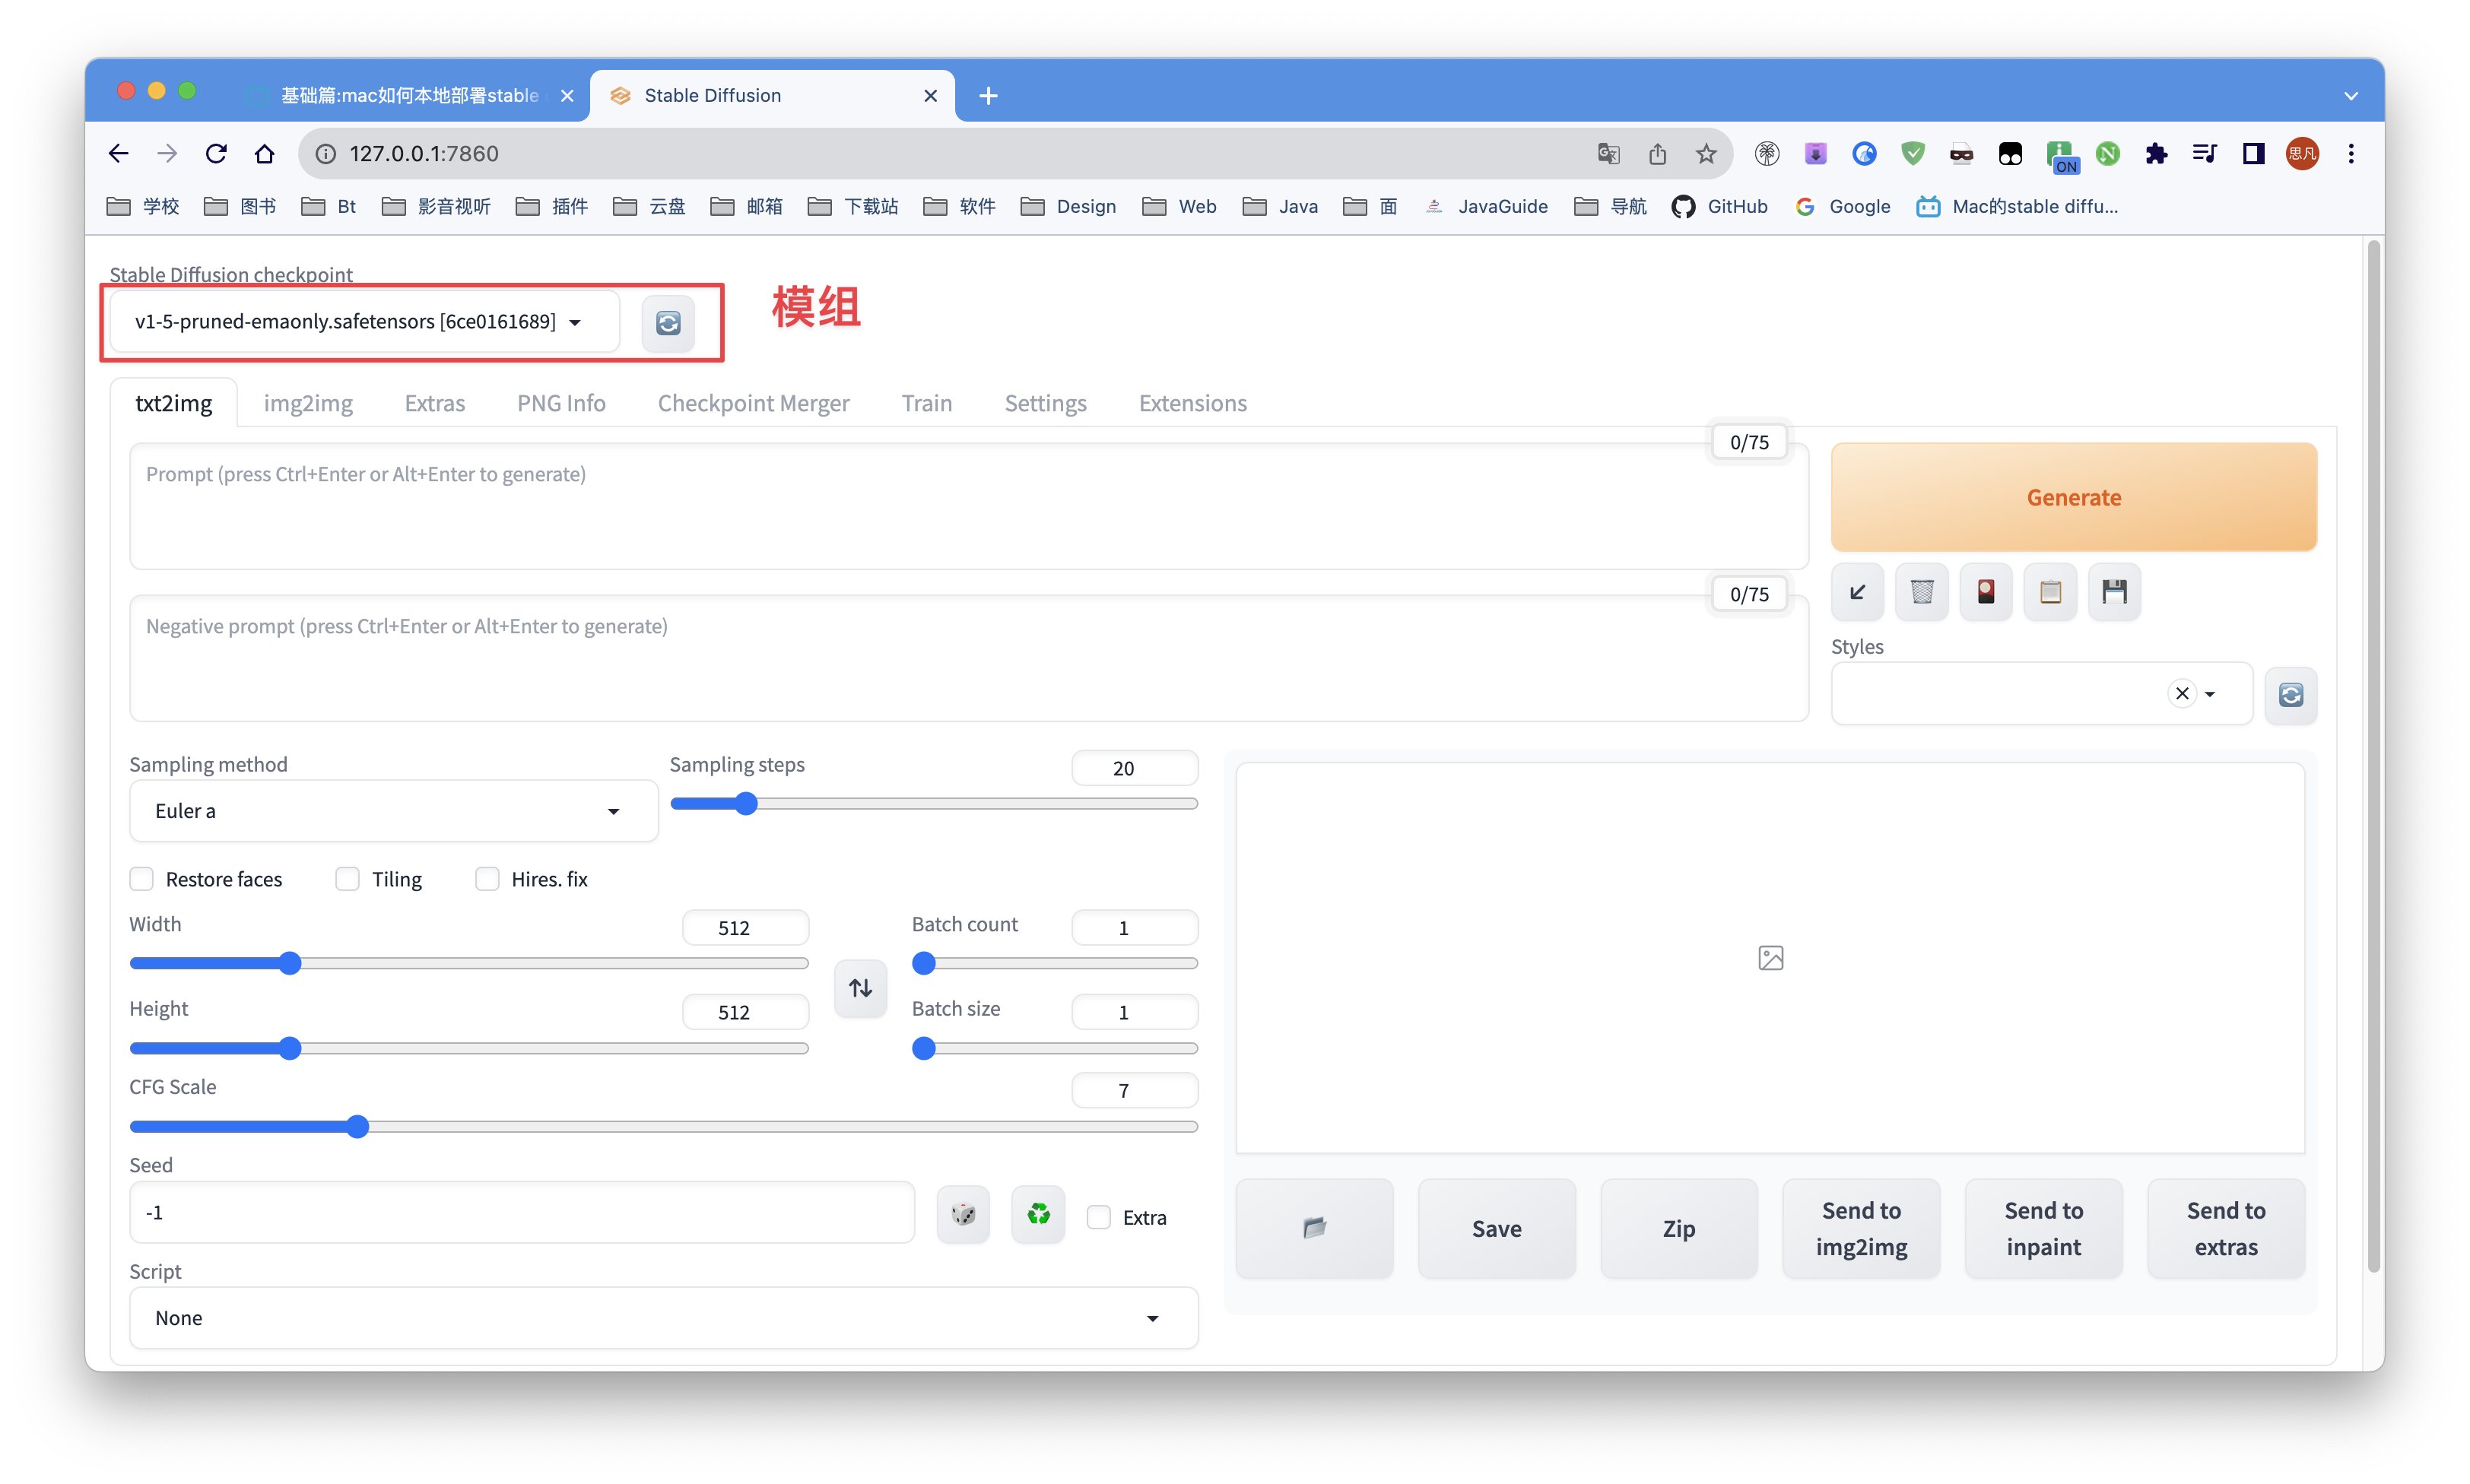 基础篇:mac如何本地部署stable
Stable Diffusion
127.0.0.1:7860
思凡
ON
学校 图书 Bt 影音视听 插件 云盘 邮箱 下载站 软件 Design Web Java 面 JavaGuide 导航 GitHub Google Mac的stable diffu...
Stable Diffusion checkpoint
v1-5-pruned-emaonly.safetensors [6ce0161689]
模组
txt2img img2img Extras PNG Info Checkpoint Merger Train Settings Extensions
0/75
Prompt (press Ctrl+Enter or Alt+Enter to generate)
Generate
0/75
Negative prompt (press Ctrl+Enter or Alt+Enter to generate)
Styles
Sampling method
Euler a
Sampling steps
20
Restore faces Tiling Hires. fix
Width
512
Batch count
1
Height
512
Batch size
1
CFG Scale
7
Seed
-1
Extra
Script
None
Save
Zip
Send to
img2img
Send to
inpaint
Send to
extras